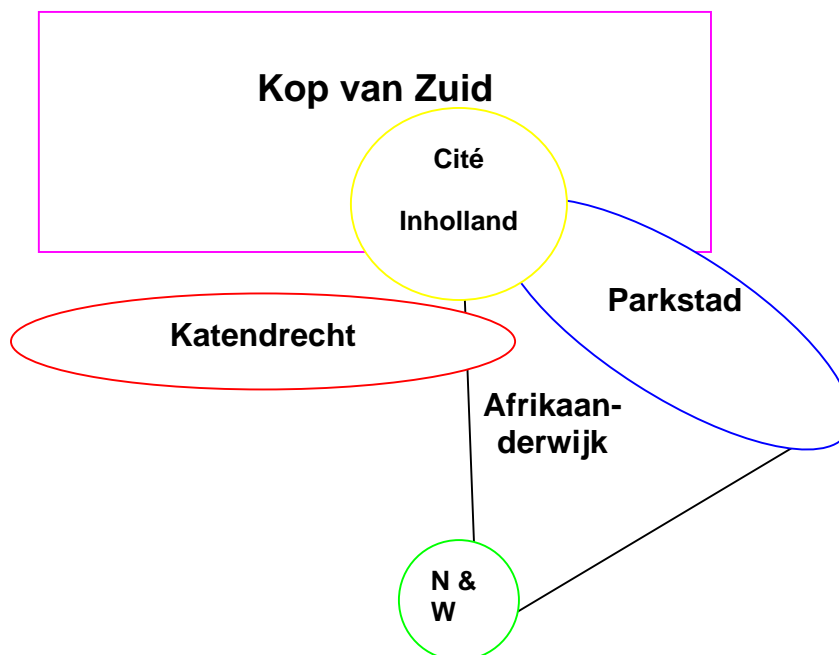 Kop van Zuid
Cité
Inholland
Parkstad
Katendrecht
Afrikaan-
derwijk
N &
W